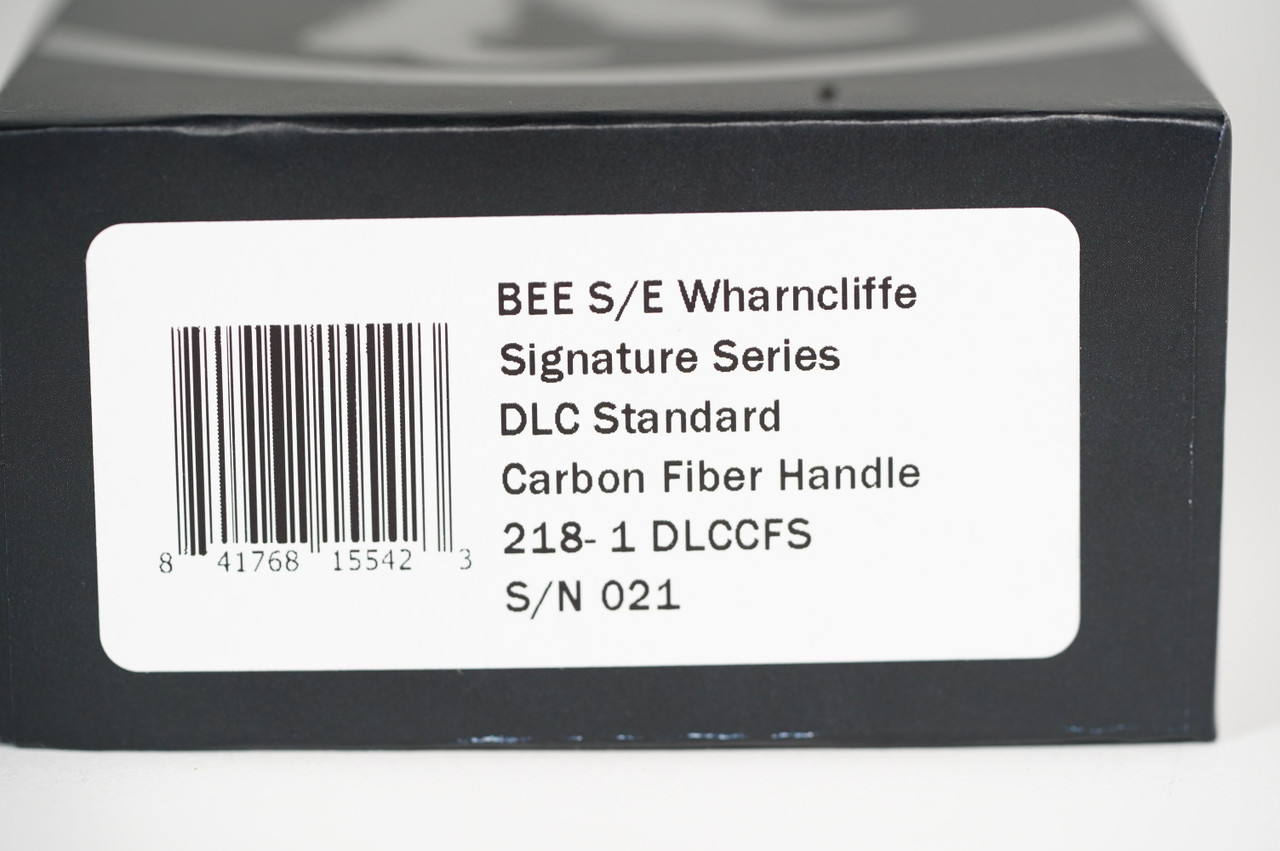 BEE S/E Wharncliffe
Signature Series
DLC Standard
Carbon Fiber Handle
218- 1 DLCCFS
S/N 021
8 41768 15542 3